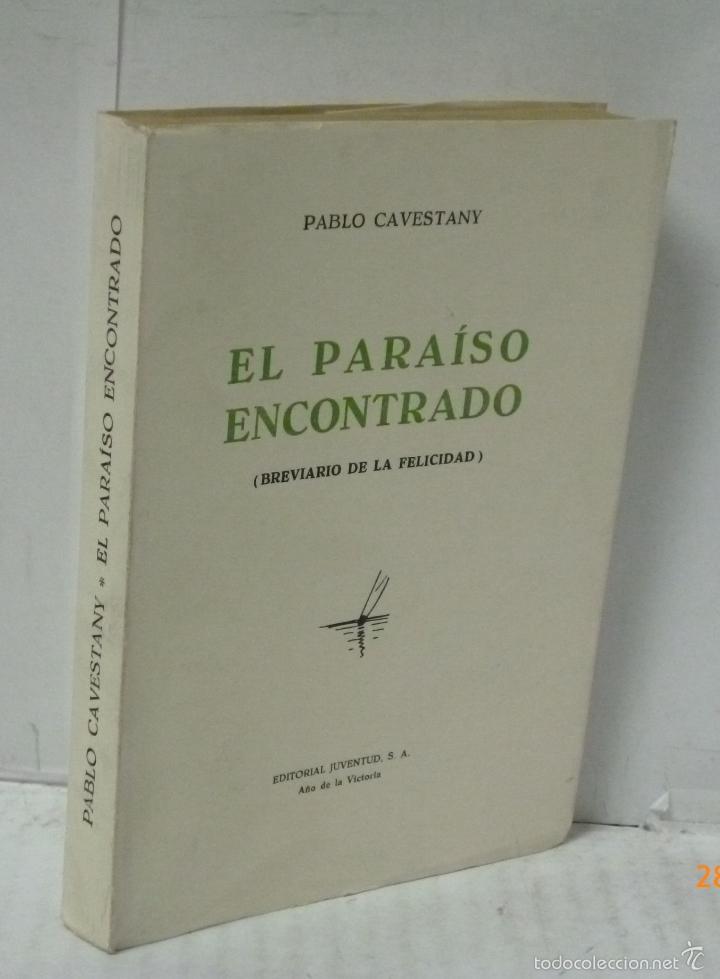 PABLO CAVESTANY * EL PARAÍSO ENCONTRADO
PABLO CAVESTANY
EL PARAÍSO
ENCONTRADO
(BREVIARIO DE LA FELICIDAD)
EDITORIAL JUVENTUD, S. A.
Año de la Victoria
28
todocoleccion.net